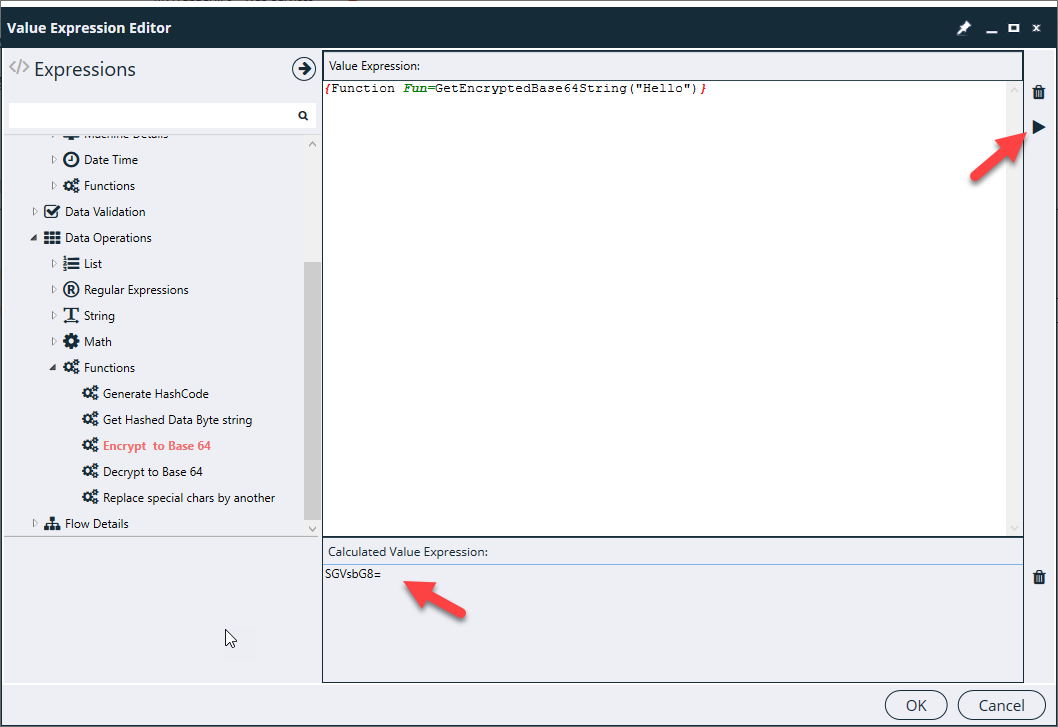 Value Expression Editor
</> Expressions
Machine Details
Date Time
Functions
Data Validation
Data Operations
List
Regular Expressions
String
Math
Functions
Generate HashCode
Get Hashed Data Byte string
Encrypt  to Base 64
Decrypt to Base 64
Replace special chars by another
Flow Details
Value Expression:
{Function Fun=GetEncryptedBase64String("Hello")}
Calculated Value Expression:
SGVsbG8=
OK
Cancel